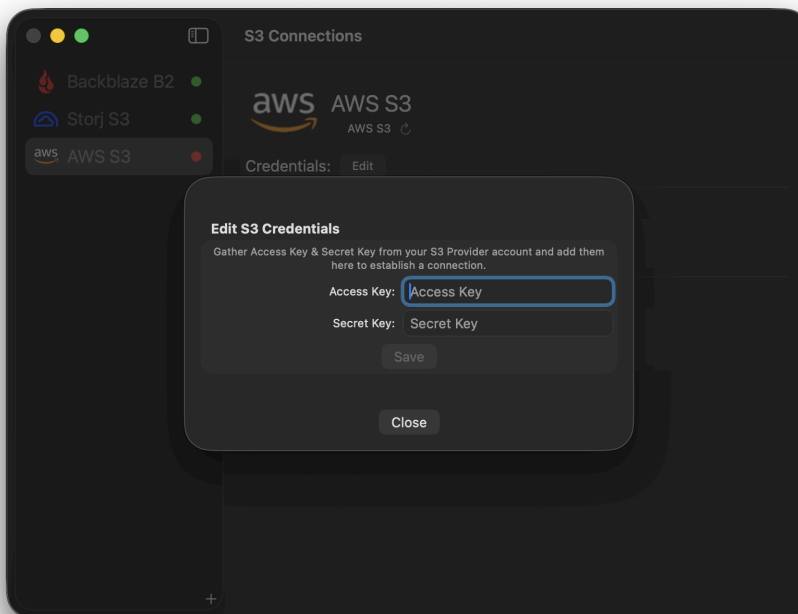 S3 Connections
Backblaze B2
Storj S3
aws AWS S3
aws AWS S3
AWS S3
Credentials: Edit
Edit S3 Credentials
Gather Access Key & Secret Key from your S3 Provider account and add them
here to establish a connection.
Access Key: Access Key
Secret Key: Secret Key
Save
Close
+